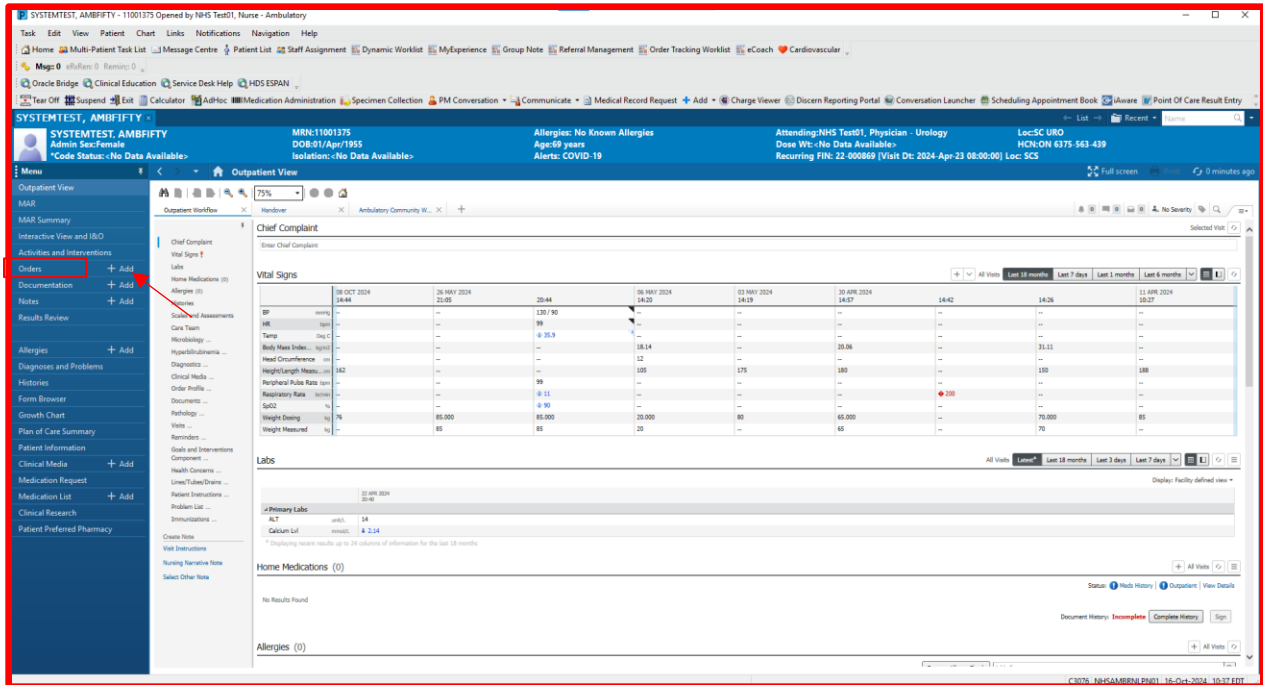 SYSTEMTEST, AMBFIFTY - 11001375 Opened by NHS Test01, Nurse - Ambulatory
Task Edit View Patient Chart Links Notifications Navigation Help
Home Multi-Patient Task List Message Centre Patient List Staff Assignment Dynamic Worklist MyExperience Group Note Referral Management Order Tracking Worklist eCoach Cardiovascular
Msg: 0 eRxRen: 0 Remind: 0
Oracle Bridge Clinical Education Service Desk Help HDS ESPAN
Tear Off Suspend Exit Calculator AdHoc Medication Administration Specimen Collection PM Conversation Communicate Medical Record Request Add Charge Viewer Discern Reporting Portal Conversation Launcher Scheduling Appointment Book iAware Point Of Care Result Entry
SYSTEMTEST, AMBFIFTY
List Recent Name
SYSTEMTEST, AMBFIFTY MRN:11001375 Allergies: No Known Allergies Attending:NHS Test01, Physician - Urology Loc:SC URO
Admin Sex:Female DOB:01/Apr/1955 Age:69 years Dose Wt:<No Data Available> HCN:ON 6375-563-439
*Code Status:<No Data Available> Isolation:<No Data Available> Alerts: COVID-19 Recurring FIN: 22-000869 [Visit Dt: 2024-Apr-23 08:00:00] Loc: SCS
Menu
Outpatient View Full screen Print 0 minutes ago
Outpatient View
MAR
MAR Summary
Interactive View and I&O
Activities and Interventions
Orders + Add
Documentation + Add
Notes + Add
Results Review
Allergies + Add
Diagnoses and Problems
Histories
Form Browser
Growth Chart
Plan of Care Summary
Patient Information
Clinical Media + Add
Medication Request
Medication List + Add
Clinical Research
Patient Preferred Pharmacy
75%
Outpatient Workflow Handover Ambulatory Community W... +
0 0 0 No Severity
Chief Complaint
Vital Signs
Labs
Home Medications (0)
Allergies (0)
Histories
Scales and Assessments
Care Team
Microbiology ...
Hyperbilirubinemia ...
Diagnostics ...
Clinical Media ...
Order Profile ...
Documents ...
Pathology ...
Visits ...
Reminders ...
Goals and Interventions
Component ...
Health Concerns ...
Lines/Tubes/Drains ...
Patient Instructions ...
Problem List ...
Immunizations ...
Create Note
Visit Instructions
Nursing Narrative Note
Select Other Note
Chief Complaint Selected Visit
Enter Chief Complaint
Vital Signs + All Visits Last 18 months Last 7 days Last 1 months Last 6 months
08 OCT 2024 26 MAY 2024 06 MAY 2024 03 MAY 2024 30 APR 2024 11 APR 2024
14:44 21:05 20:44 14:20 14:19 14:57 14:42 14:26 10:27
BP mmHg -- -- 130 / 90 -- -- -- -- -- --
HR bpm -- -- 99 -- -- -- -- -- --
Temp Deg C -- -- 35.9 -- -- -- -- -- --
Body Mass Index... kg/m2 -- -- -- 18.14 -- 20.06 -- 31.11 --
Head Circumference cm -- -- -- 12 -- -- -- -- --
Height/Length Measu... cm 162 -- -- 105 175 180 -- 150 188
Peripheral Pulse Rate bpm -- -- 99 -- -- -- -- -- --
Respiratory Rate br/min -- -- 11 -- -- -- 200 -- --
SpO2 % -- -- 90 -- -- -- -- -- --
Weight Dosing kg 76 85.000 85.000 20.000 80 65.000 -- 70.000 85
Weight Measured kg -- 85 85 20 -- 65 -- 70 --
Labs All Visits Latest* Last 18 months Last 3 days Last 7 days
Display: Facility defined view
22 APR 2024
20:40
Primary Labs
ALT unit/L 14
Calcium Lvl mmol/L 2.14
* Displaying recent results up to 24 columns of information for the last 18 months
Home Medications (0) + All Visits
Status: Meds History | Outpatient | View Details
No Results Found
Document History: Incomplete Complete History Sign
Allergies (0) + All Visits
C3076 NHSAMBRNLPN01 16-Oct-2024 10:37 EDT